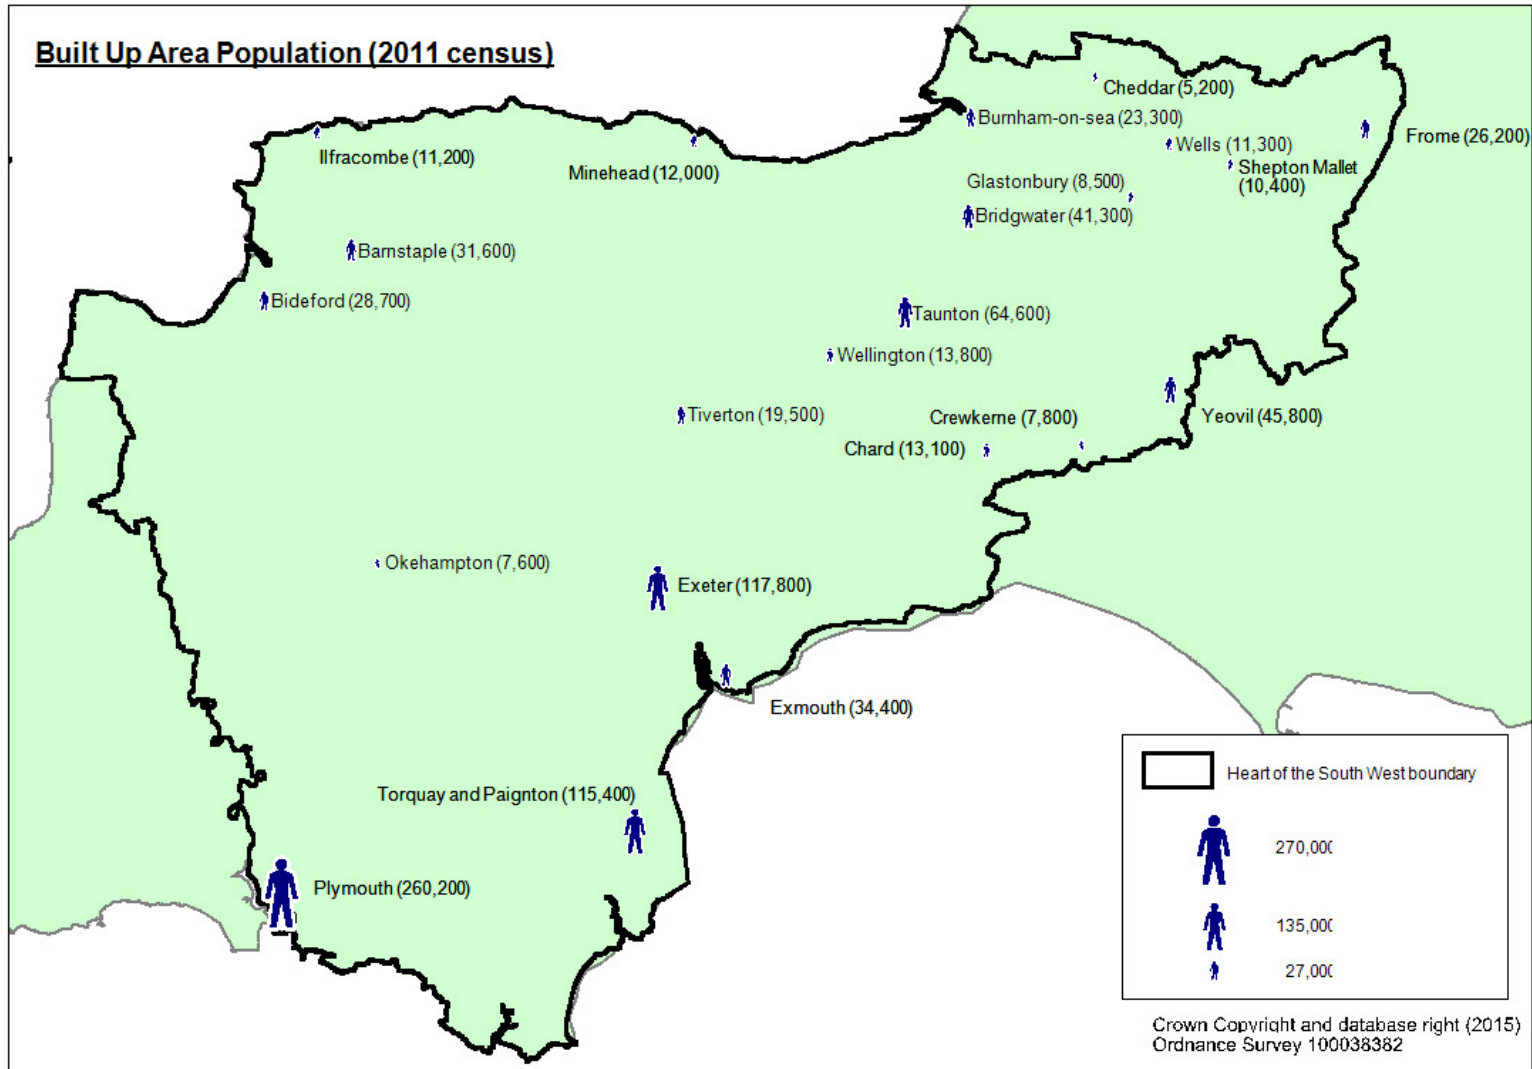 Built Up Area Population (2011 census)
Cheddar (5,200)
Burnham-on-sea (23,300)
Frome (26,200)
Wells (11,300)
Ilfracombe (11,200)
Minehead (12,000)
Shepton Mallet
(10,400)
Glastonbury (8,500)
Bridgwater (41,300)
Barnstaple (31,600)
Bideford (28,700)
Taunton (64,600)
Wellington (13,800)
Tiverton (19,500)
Crewkerne (7,800)
Yeovil (45,800)
Chard (13,100)
Okehampton (7,600)
Exeter (117,800)
Exmouth (34,400)
Torquay and Paignton (115,400)
Plymouth (260,200)
Heart of the South West boundary
270,000
135,000
27,000
Crown Copyright and database right (2015)
Ordnance Survey 100038382